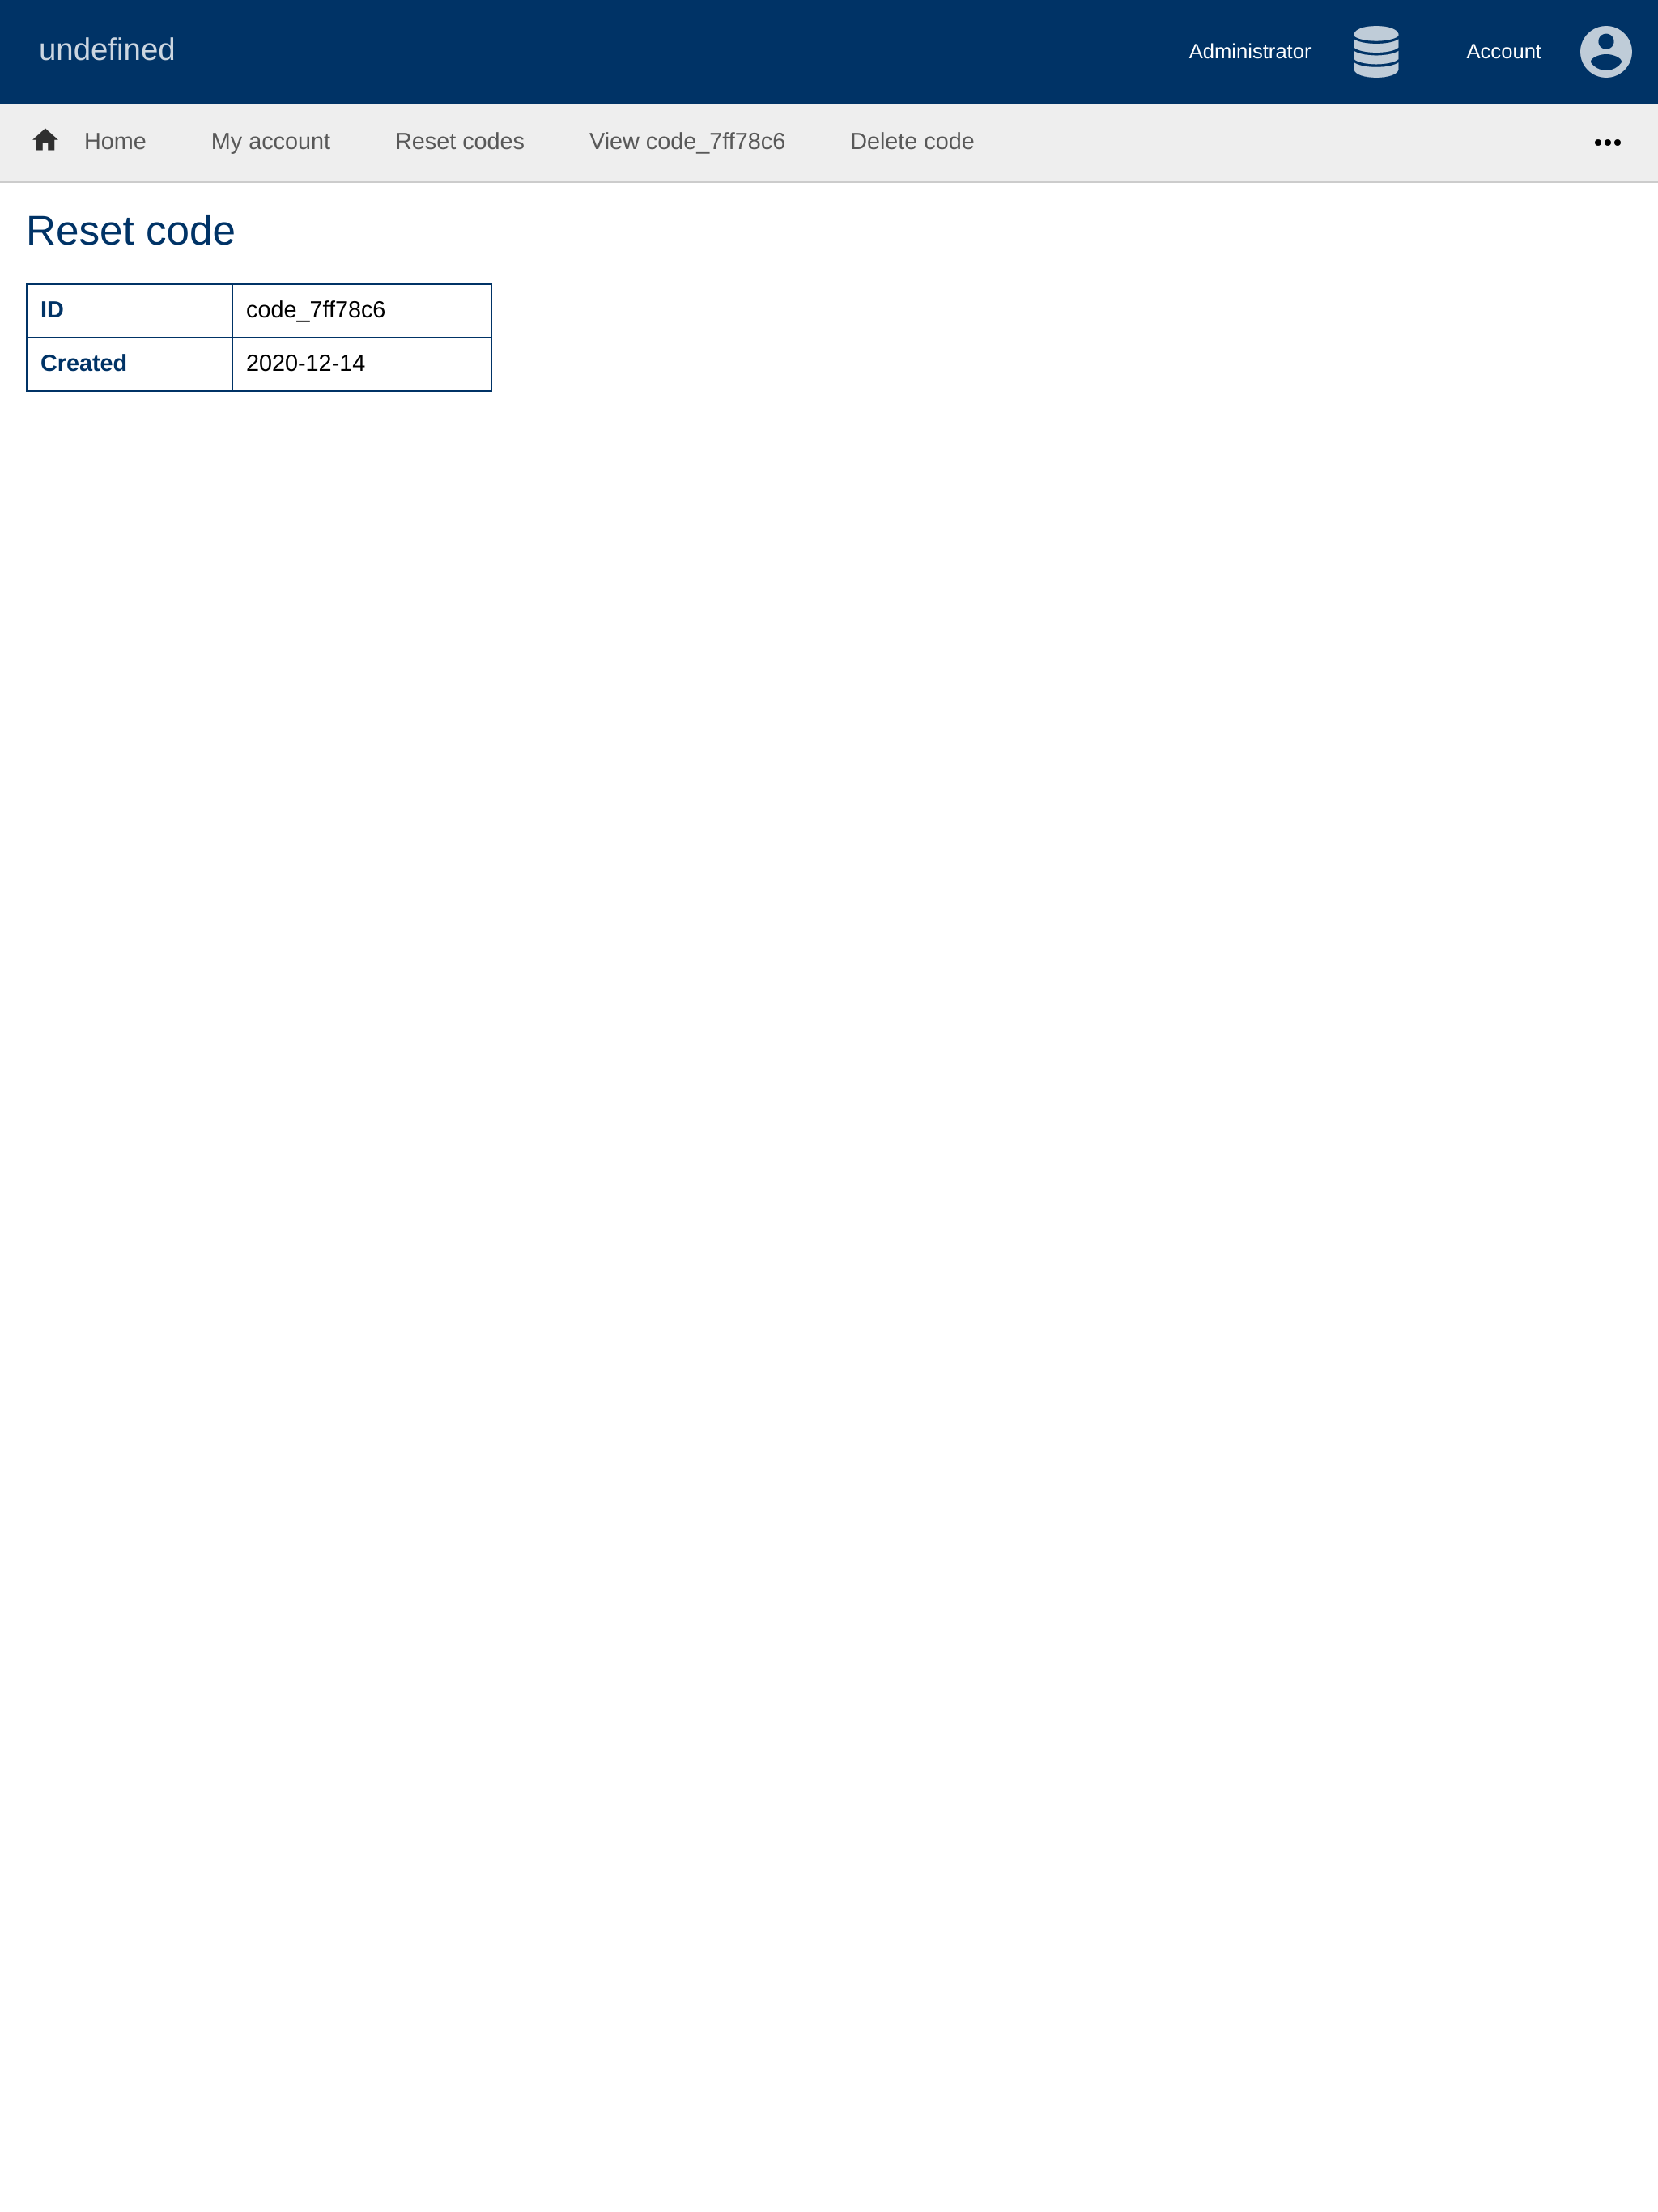 undefined
Administrator
Account
Home
My account
Reset codes
View code_7ff78c6
Delete code
Reset code
ID code_7ff78c6
Created 2020-12-14